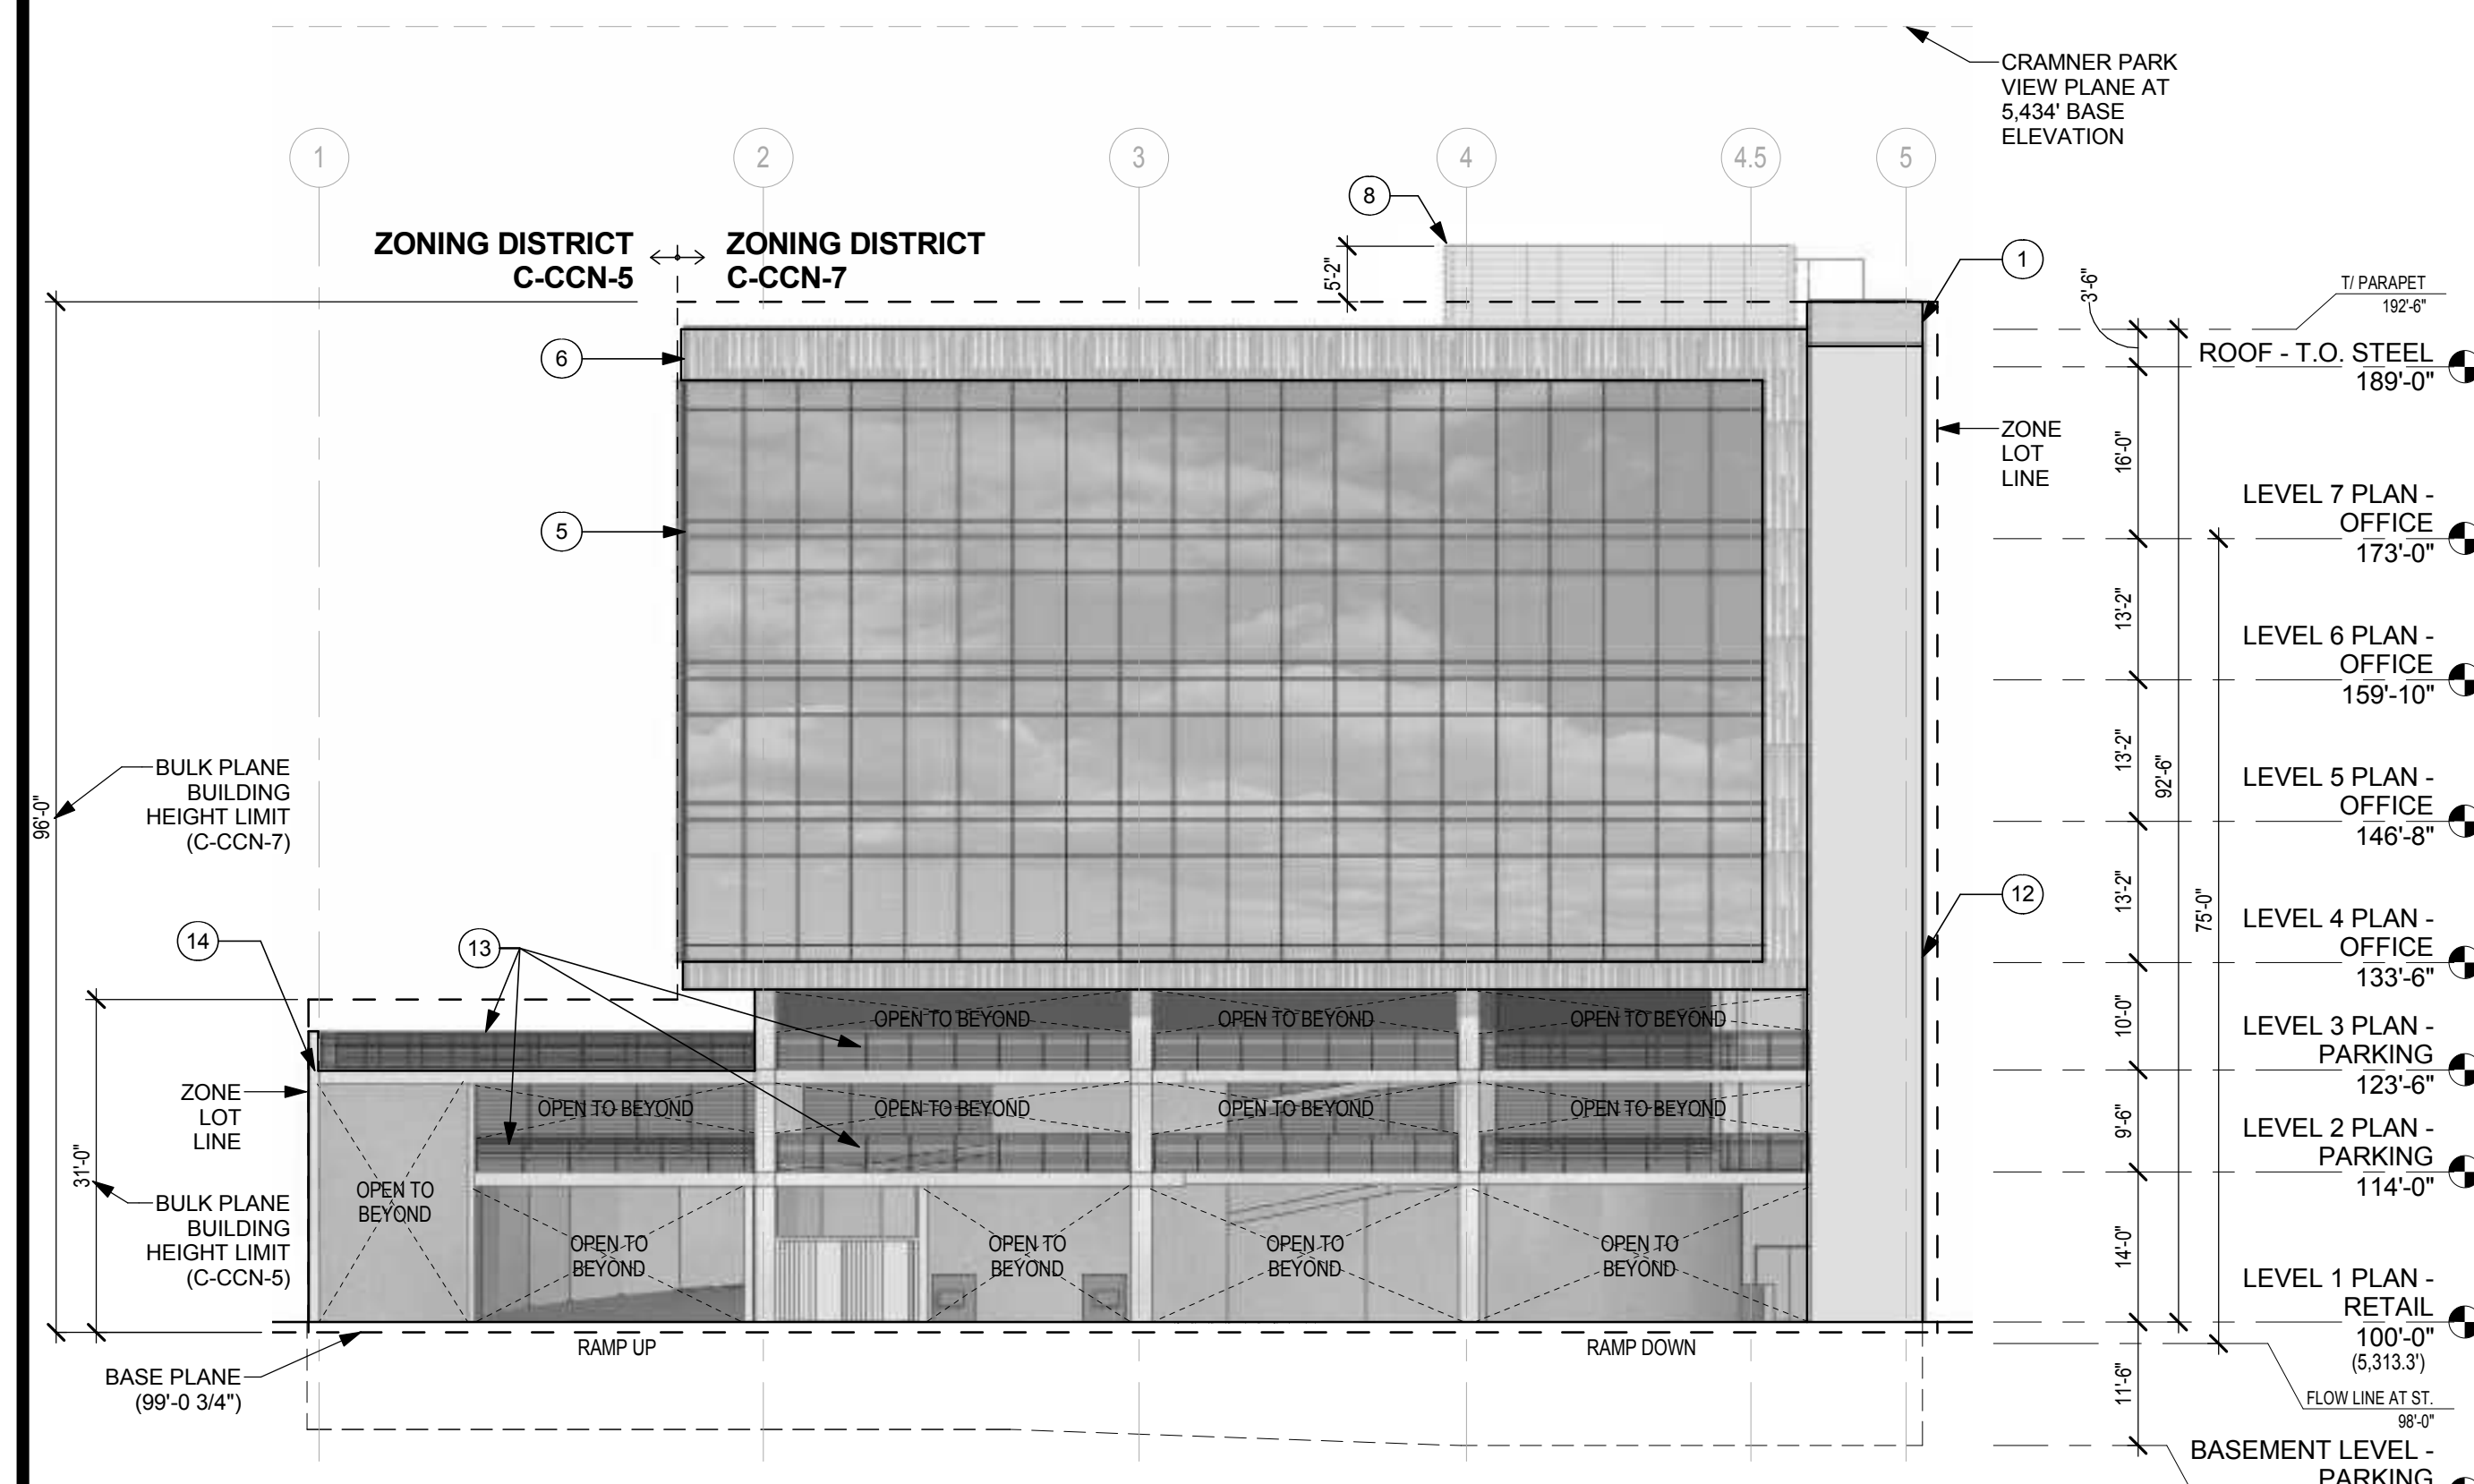 CRAMNER PARK
VIEW PLANE AT
5,434' BASE
ELEVATION
1
2
3
4
4.5
5
8
ZONING DISTRICT
C-CCN-5
ZONING DISTRICT
C-CCN-7
5'-2"
1
3'-6"
T/ PARAPET
192'-6"
ROOF - T.O. STEEL
189'-0"
6
ZONE
LOT
LINE
16'-0"
LEVEL 7 PLAN -
OFFICE
173'-0"
5
13'-2"
LEVEL 6 PLAN -
OFFICE
159'-10"
13'-2"
92'-6"
LEVEL 5 PLAN -
OFFICE
146'-8"
BULK PLANE
BUILDING
HEIGHT LIMIT
(C-CCN-7)
96'-0"
13'-2"
75'-0"
12
LEVEL 4 PLAN -
OFFICE
133'-6"
14
13
10'-0"
OPEN TO BEYOND
OPEN TO BEYOND
OPEN TO BEYOND
LEVEL 3 PLAN -
PARKING
123'-6"
ZONE
LOT
LINE
OPEN TO BEYOND
OPEN TO BEYOND
OPEN TO BEYOND
OPEN TO BEYOND
9'-6"
LEVEL 2 PLAN -
PARKING
114'-0"
31'-0"
BULK PLANE
BUILDING
HEIGHT LIMIT
(C-CCN-5)
OPEN TO
BEYOND
OPEN TO
BEYOND
OPEN TO
BEYOND
OPEN TO
BEYOND
OPEN TO
BEYOND
14'-0"
LEVEL 1 PLAN -
RETAIL
100'-0"
(5,313.3')
RAMP UP
RAMP DOWN
BASE PLANE
(99'-0 3/4")
11'-6"
FLOW LINE AT ST.
98'-0"
BASEMENT LEVEL -
PARKING